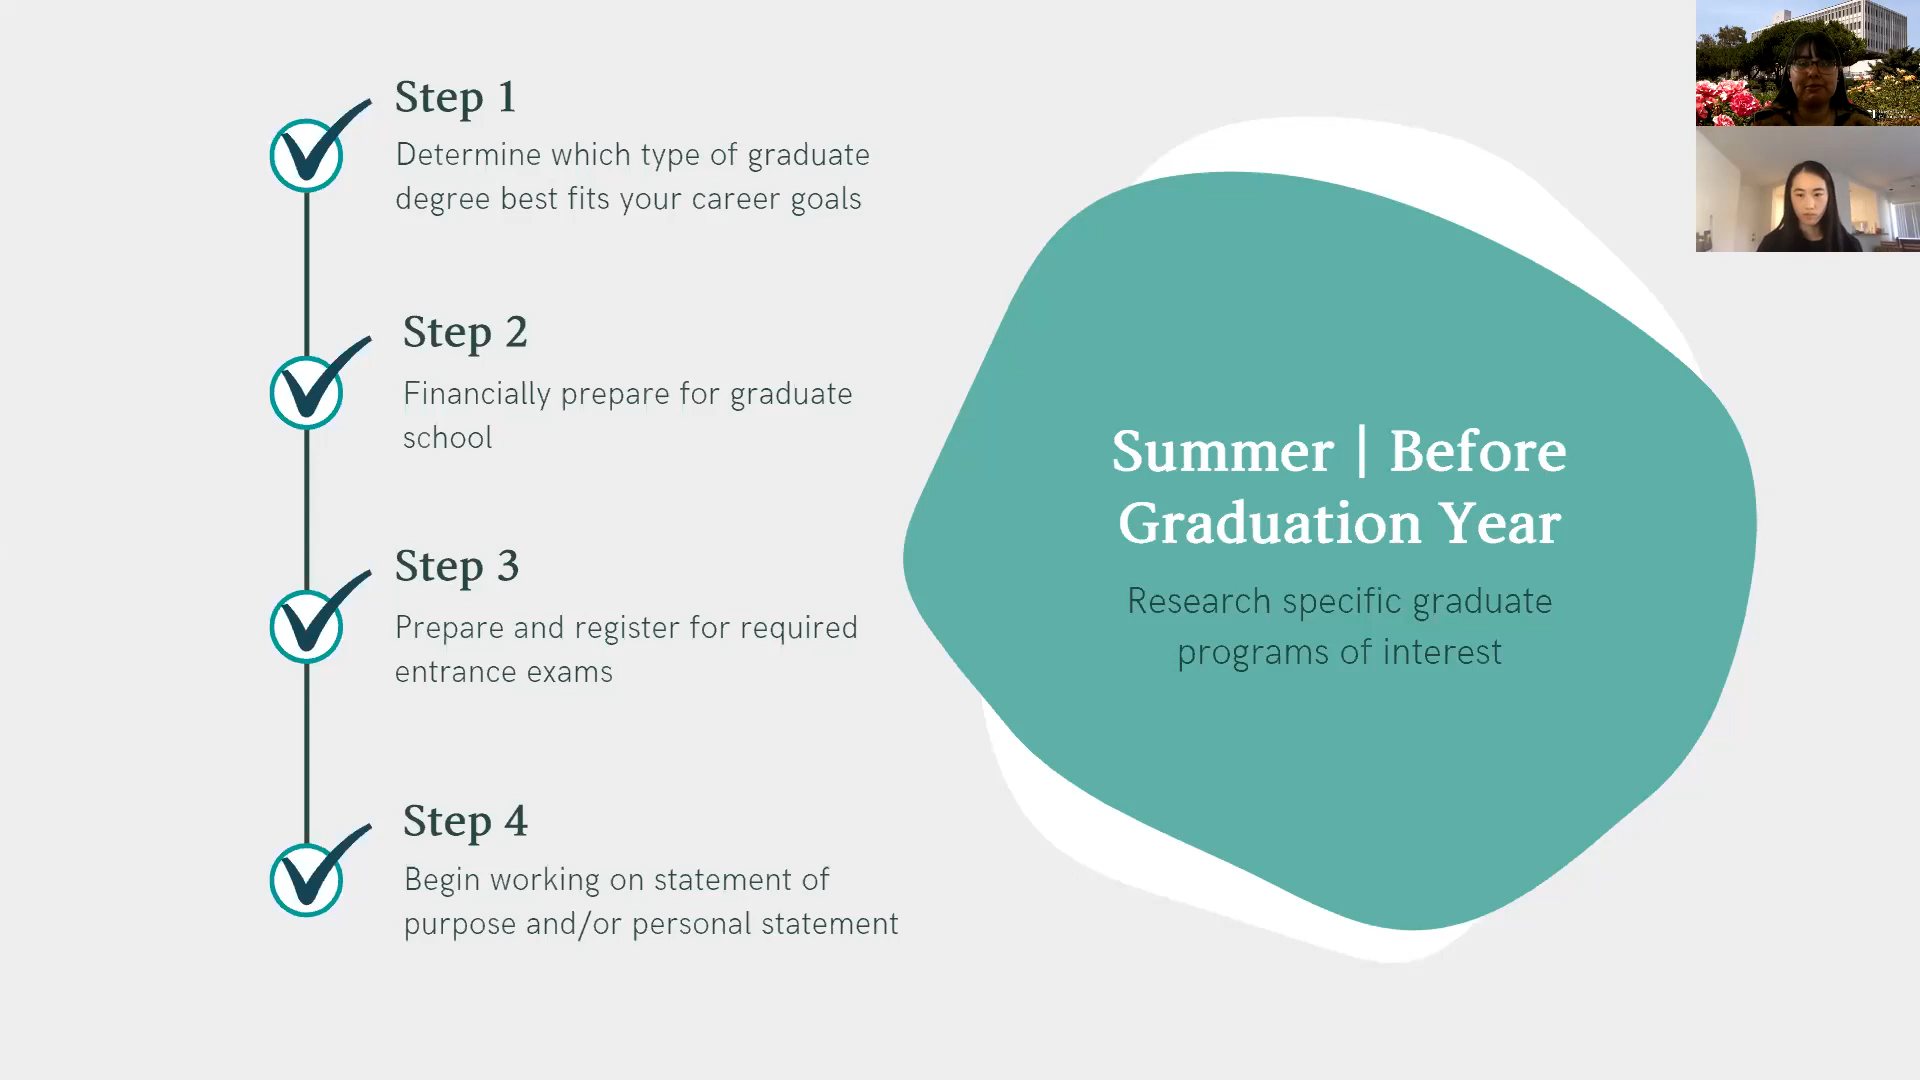 Step 1
Determine which type of graduate
degree best fits your career goals
Step 2
Financially prepare for graduate
school
Step 3
Prepare and register for required
entrance exams
Step 4
Begin working on statement of
purpose and/or personal statement
Summer | Before
Graduation Year
Research specific graduate
programs of interest